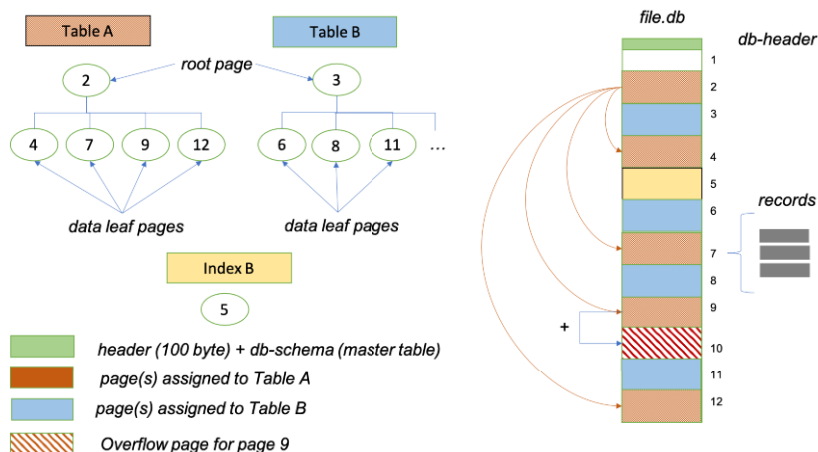 Table A
Table B
root page
2
3
4 7 9 12
6 8 11 ...
data leaf pages
data leaf pages
Index B
5
header (100 byte) + db-schema (master table)
page(s) assigned to Table A
page(s) assigned to Table B
Overflow page for page 9
file.db
db-header
1
2
3
4
5
6
records
7
8
9
+
10
11
12